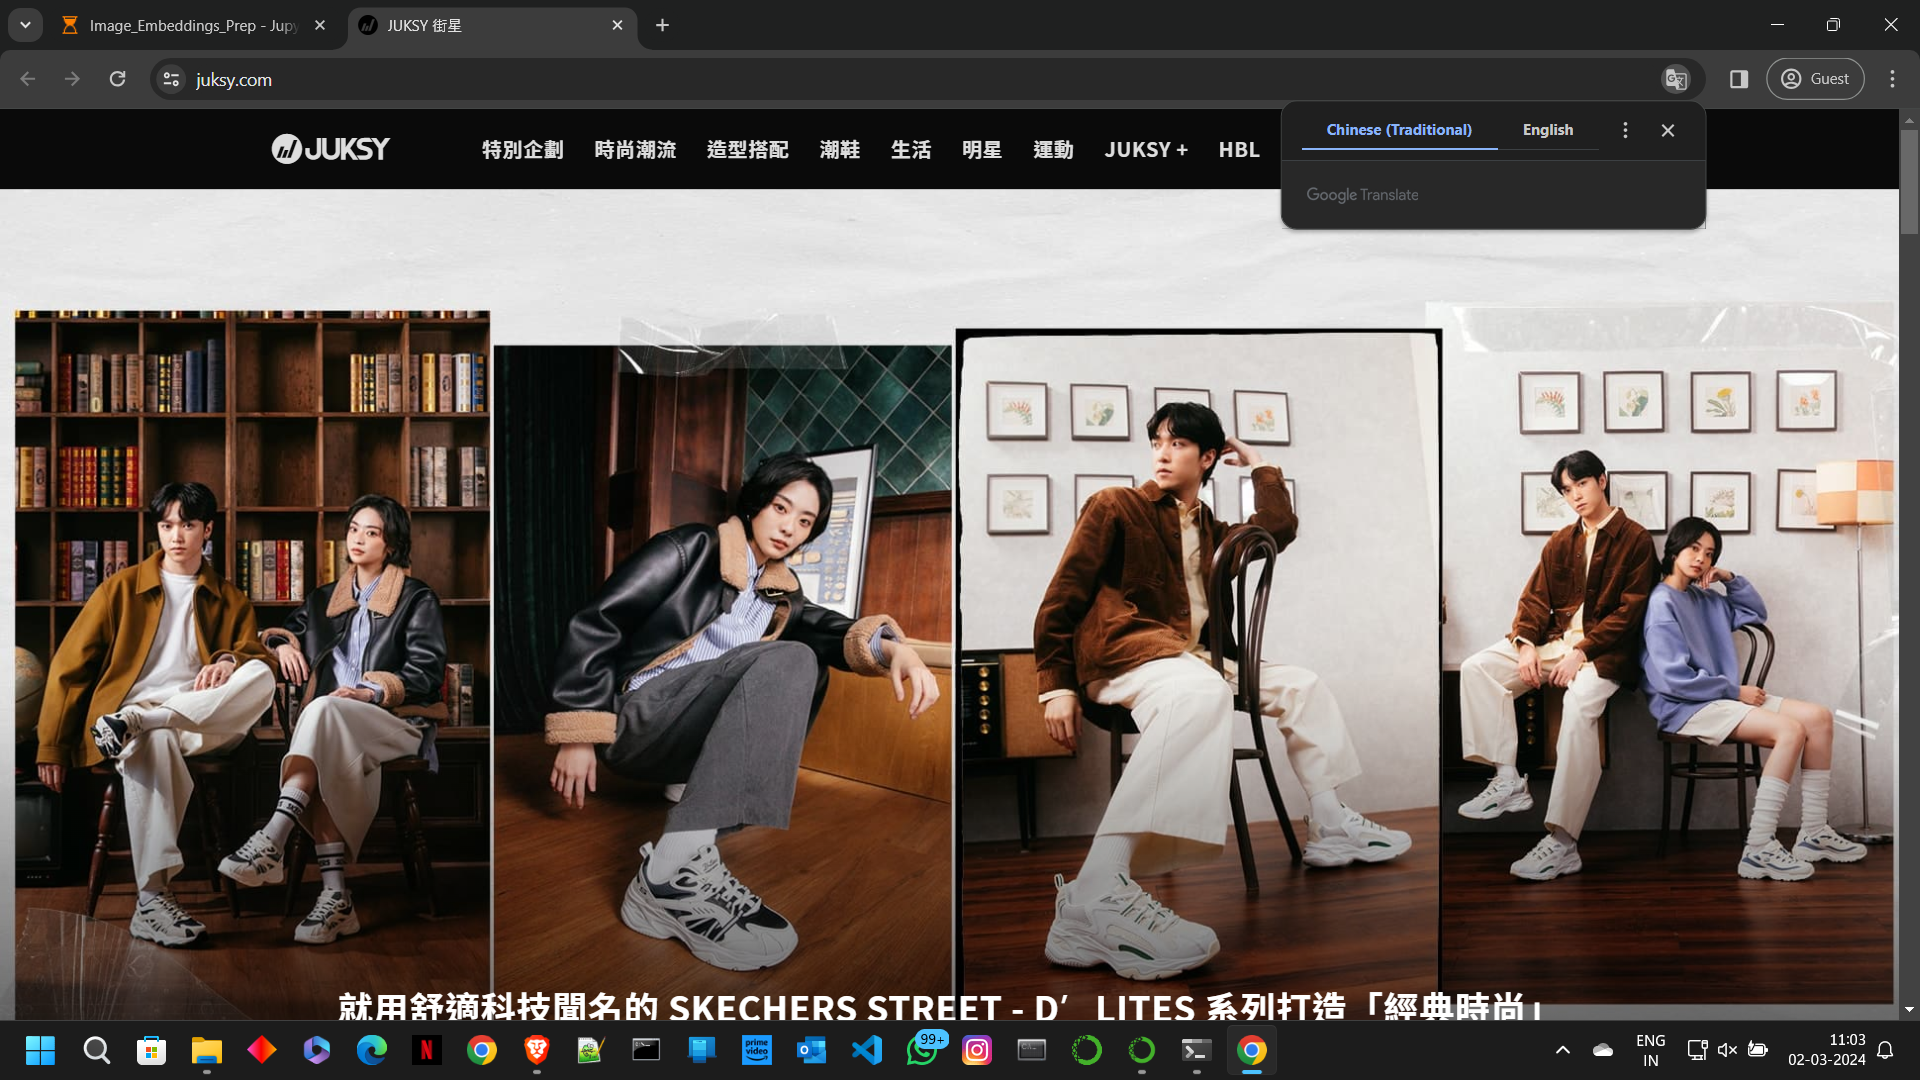 Image_Embeddings_Prep - Jupy
JUKSY 街星
juksy.com
Guest
JUKSY
特別企劃
時尚潮流
造型搭配
潮鞋
生活
明星
運動
JUKSY +
HBL
Chinese (Traditional)
English
Google Translate
就用舒適科技聞名的 SKECHERS STREET - D’LITES 系列打造「經典時尚」
prime
video
99+
ENG
IN
11:03
02-03-2024